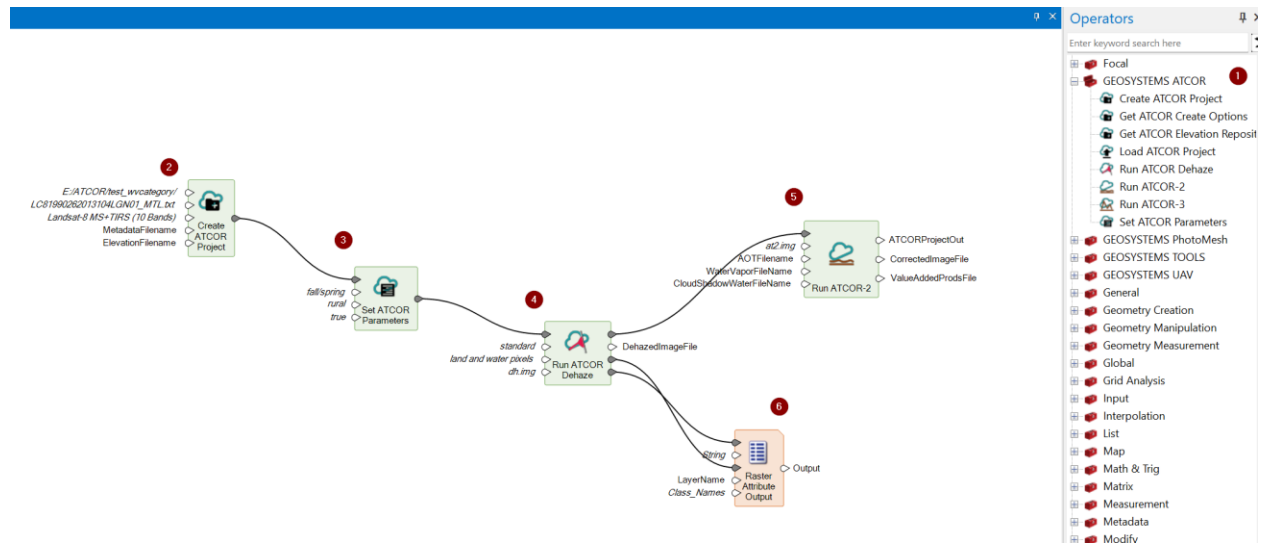 Operators
Enter keyword search here
Focal
GEOSYSTEMS ATCOR
1
Create ATCOR Project
Get ATCOR Create Options
Get ATCOR Elevation Reposit
Load ATCOR Project
Run ATCOR Dehaze
Run ATCOR-2
Run ATCOR-3
Set ATCOR Parameters
GEOSYSTEMS PhotoMesh
GEOSYSTEMS TOOLS
GEOSYSTEMS UAV
General
Geometry Creation
Geometry Manipulation
Geometry Measurement
Global
Grid Analysis
Input
Interpolation
List
Map
Math & Trig
Matrix
Measurement
Metadata
Modify
2
E:/ATCOR/test_wvcategory/
LC81990262013104LGN01_MTL.txt
Landsat-8 MS+TIRS (10 Bands)
MetadataFilename
ElevationFilename
Create
ATCOR
Project
3
fall/spring
rural
true
Set ATCOR
Parameters
4
standard
land and water pixels
dh.img
Run ATCOR
Dehaze
DehazedImageFile
5
at2.img
AOTFilename
WaterVaporFileName
CloudShadowWaterFileName
Run ATCOR-2
ATCORProjectOut
CorrectedImageFile
ValueAddedProdsFile
6
String
LayerName
Class_Names
Raster
Attribute
Output
Output